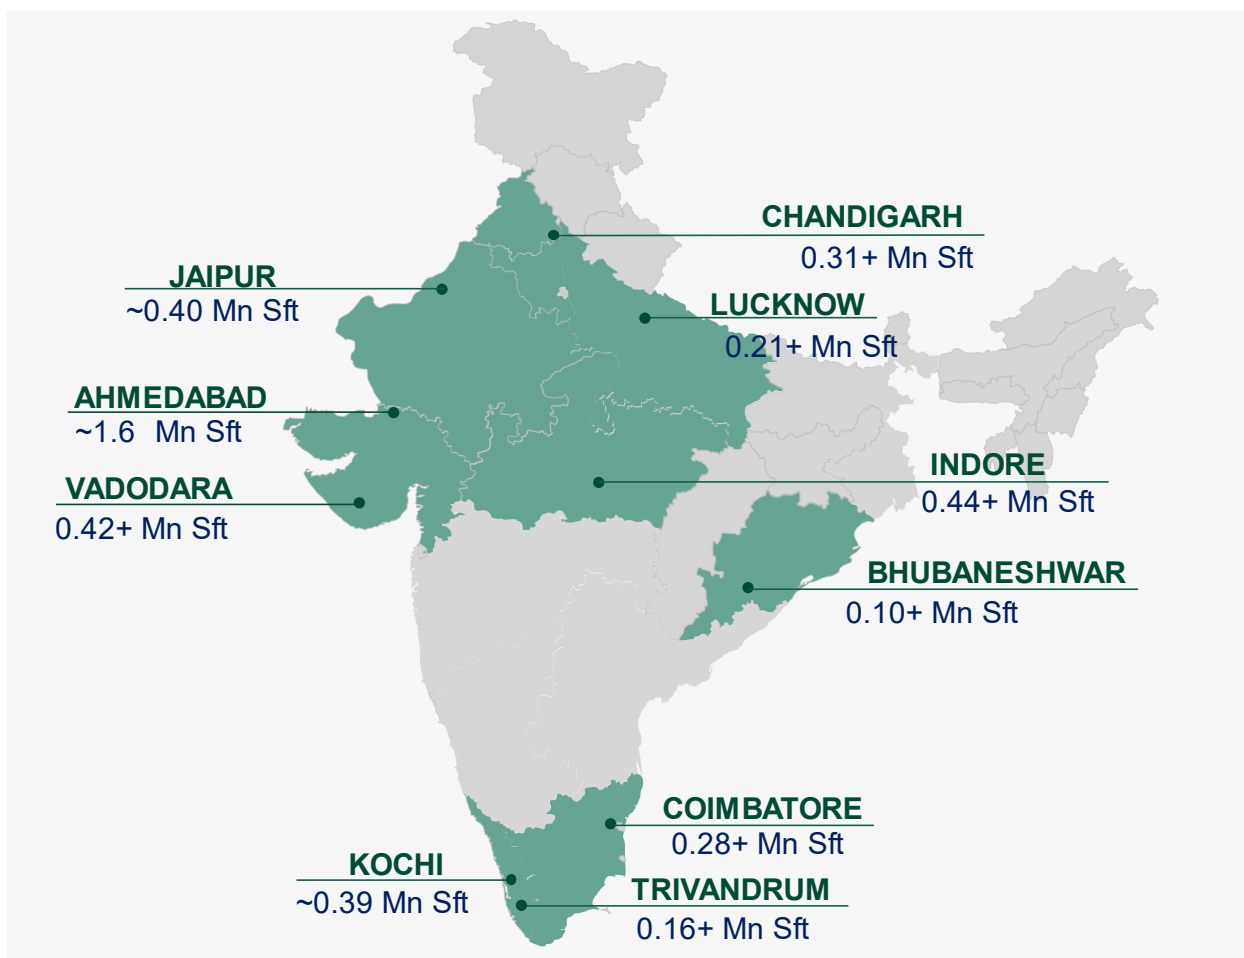 CHANDIGARH
0.31+ Mn Sft
JAIPUR
~0.40 Mn Sft
LUCKNOW
0.21+ Mn Sft
AHMEDABAD
~1.6 Mn Sft
INDORE
0.44+ Mn Sft
VADODARA
0.42+ Mn Sft
BHUBANESHWAR
0.10+ Mn Sft
COIMBATORE
0.28+ Mn Sft
KOCHI
~0.39 Mn Sft
TRIVANDRUM
0.16+ Mn Sft